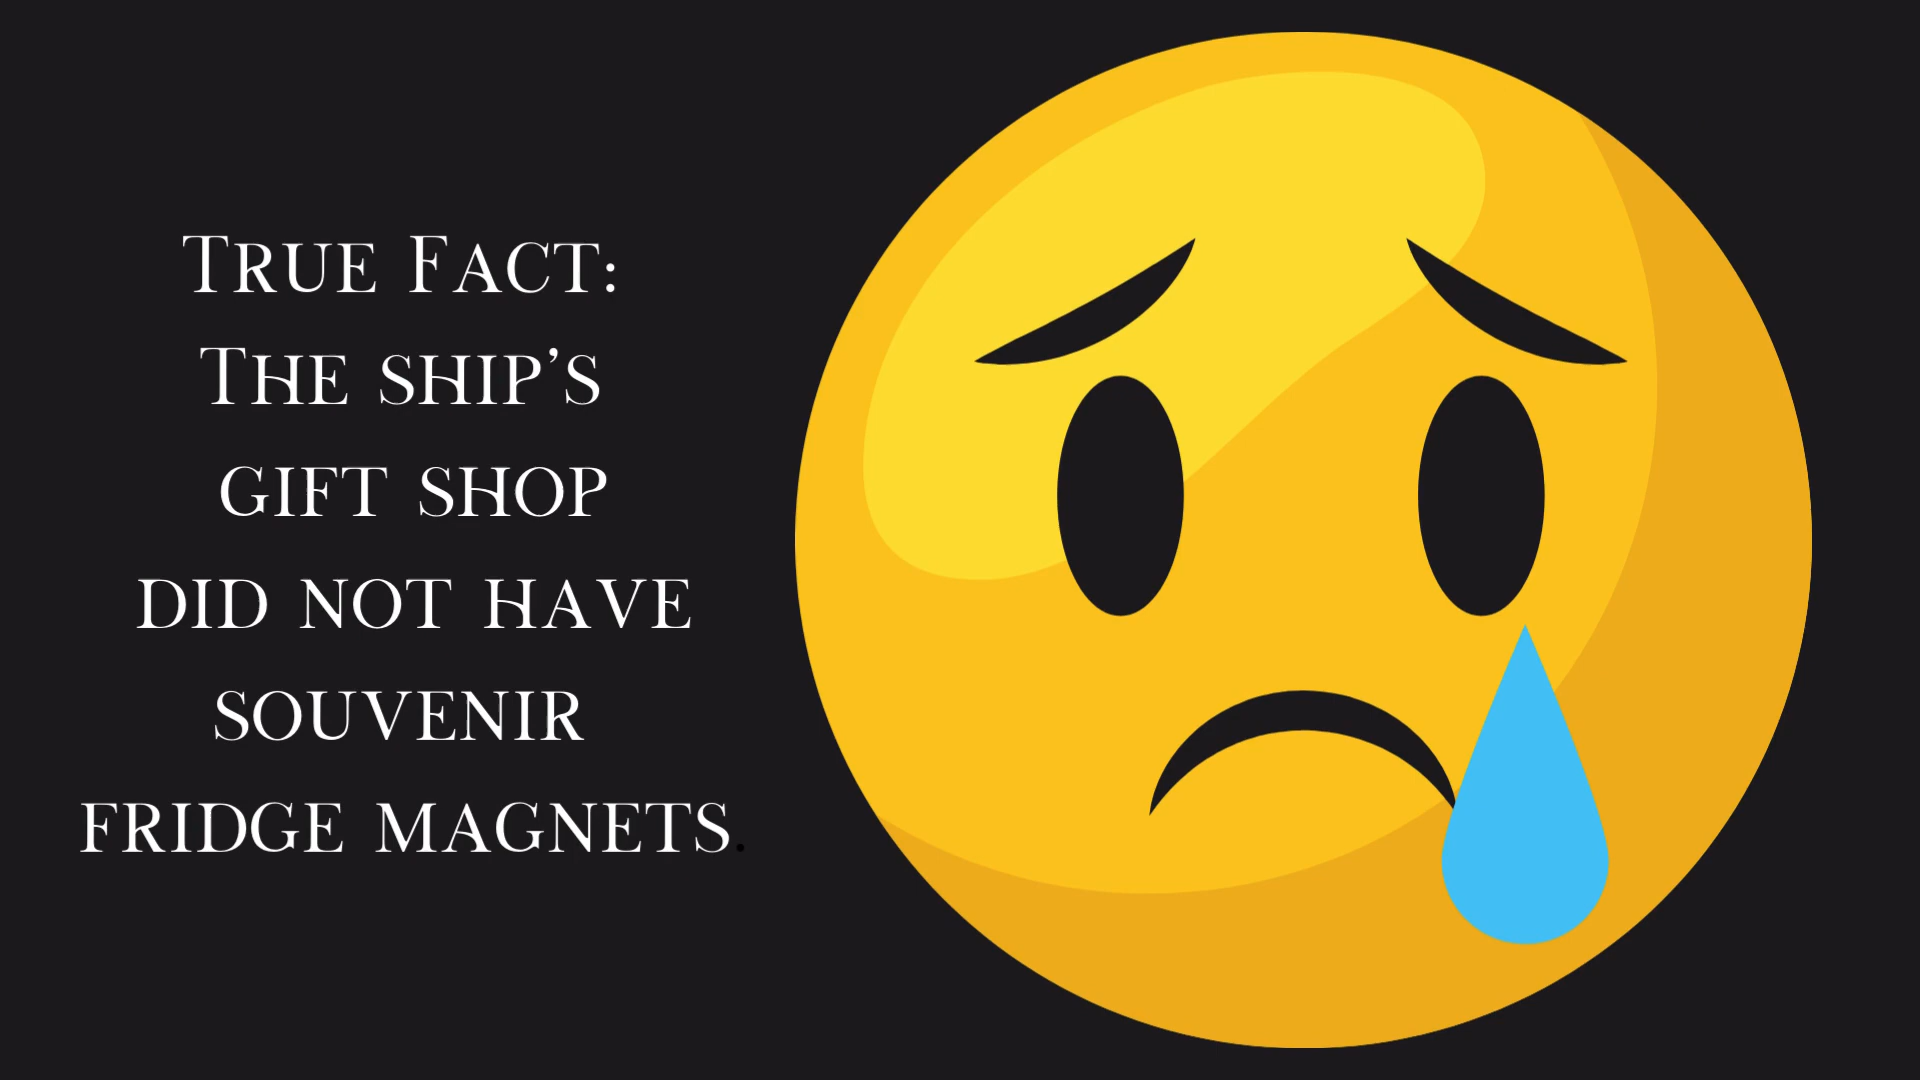 True Fact:
The ship’s
gift shop
did not have
souvenir
fridge magnets.